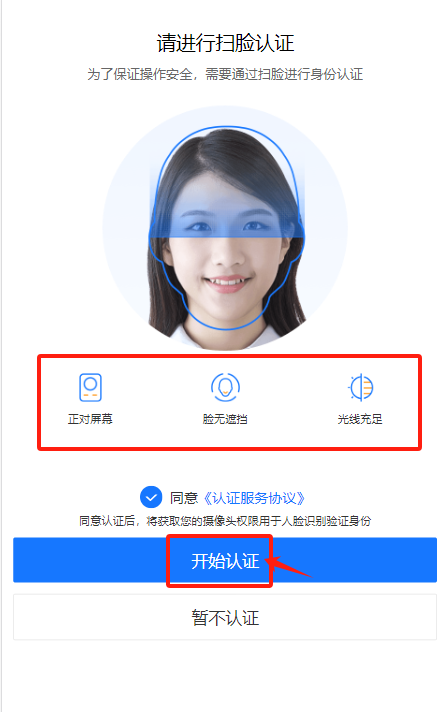 请进行扫脸认证
为了保证操作安全，需要通过扫脸进行身份认证
正对屏幕 脸无遮挡 光线充足
同意《认证服务协议》
同意认证后，将获取您的摄像头权限用于人脸识别验证身份
开始认证
暂不认证